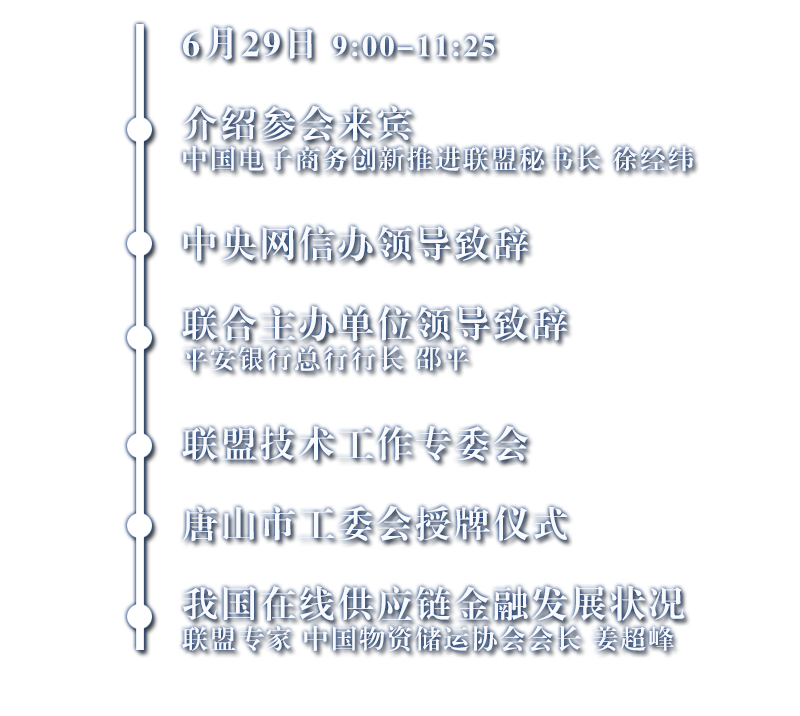 6月29日 9:00-11:25
介绍参会来宾
中国电子商务创新推进联盟秘书长 徐经纬
中央网信办领导致辞
联合主办单位领导致辞
平安银行总行行长 邵平
联盟技术工作专委会
唐山市工委会授牌仪式
我国在线供应链金融发展状况
联盟专家 中国物资储运协会会长 姜超峰